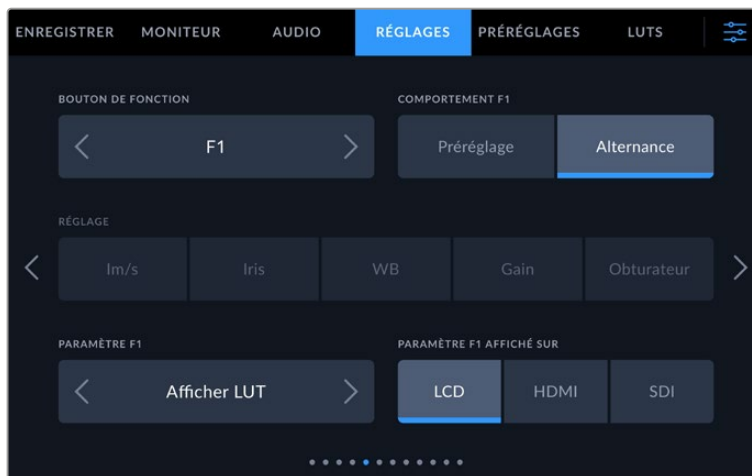 ENREGISTRER MONITEUR AUDIO RÉGLAGES PRÉRÉGLAGES LUTS
BOUTON DE FONCTION COMPORTEMENT F1
F1 Préréglage Alternance
RÉGLAGE
Im/s Iris WB Gain Obturateur
PARAMÈTRE F1 PARAMÈTRE F1 AFFICHÉ SUR
Afficher LUT LCD HDMI SDI